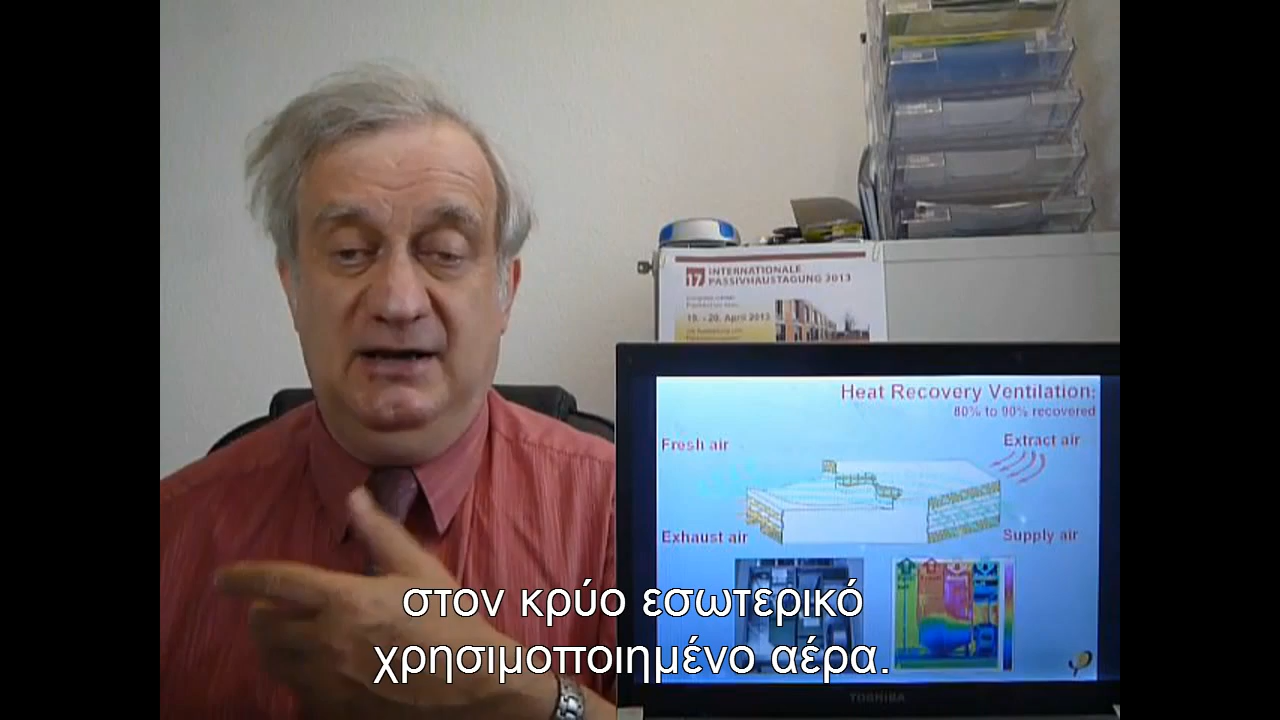 17 INTERNATIONALE
PASSIVHAUSTAGUNG 2013
19. - 20. April 2013
Heat Recovery Ventilation:
80% to 90% recovered
Fresh air
Extract air
Exhaust air
Supply air
TOSHIBA
στον κρύο εσωτερικό
χρησιμοποιημένο αέρα.